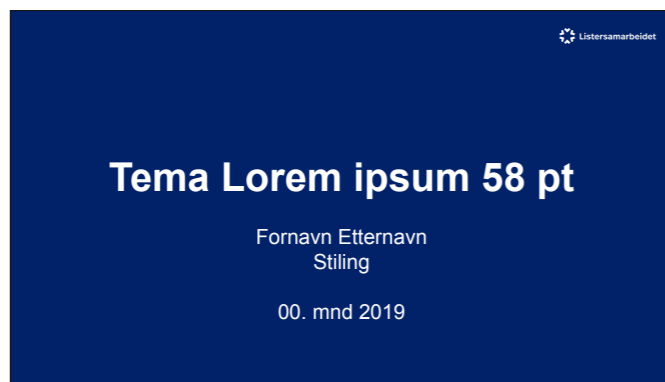 Listersamarbeidet
Tema Lorem ipsum 58 pt
Fornavn Etternavn
Stiling
00. mnd 2019